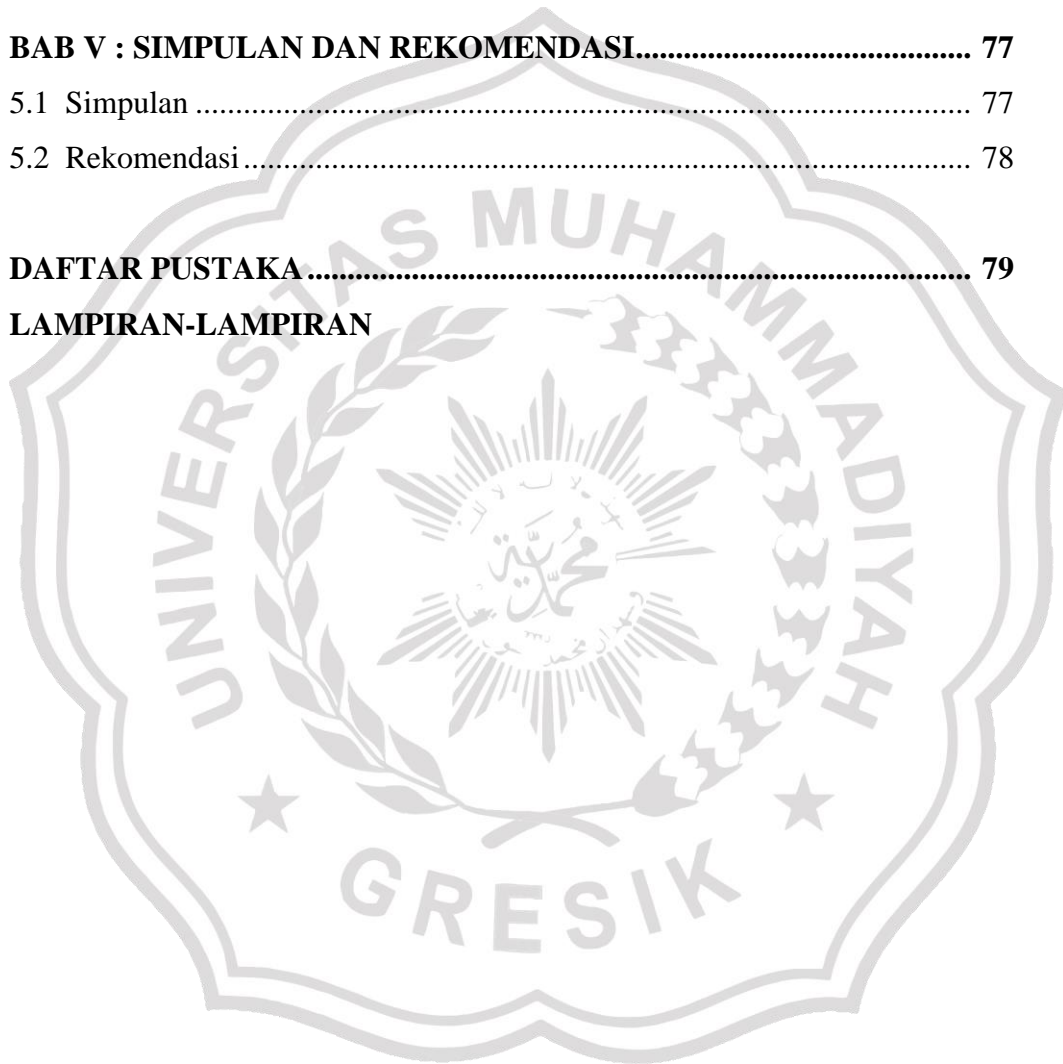 BAB V : SIMPULAN DAN REKOMENDASI.......................................... 77
5.1 Simpulan .................................................................................................. 77
5.2 Rekomendasi ............................................................................................ 78
DAFTAR PUSTAKA .................................................................................... 79
LAMPIRAN-LAMPIRAN
UNIVERSITAS MUHAMMADIYAH
GRESIK